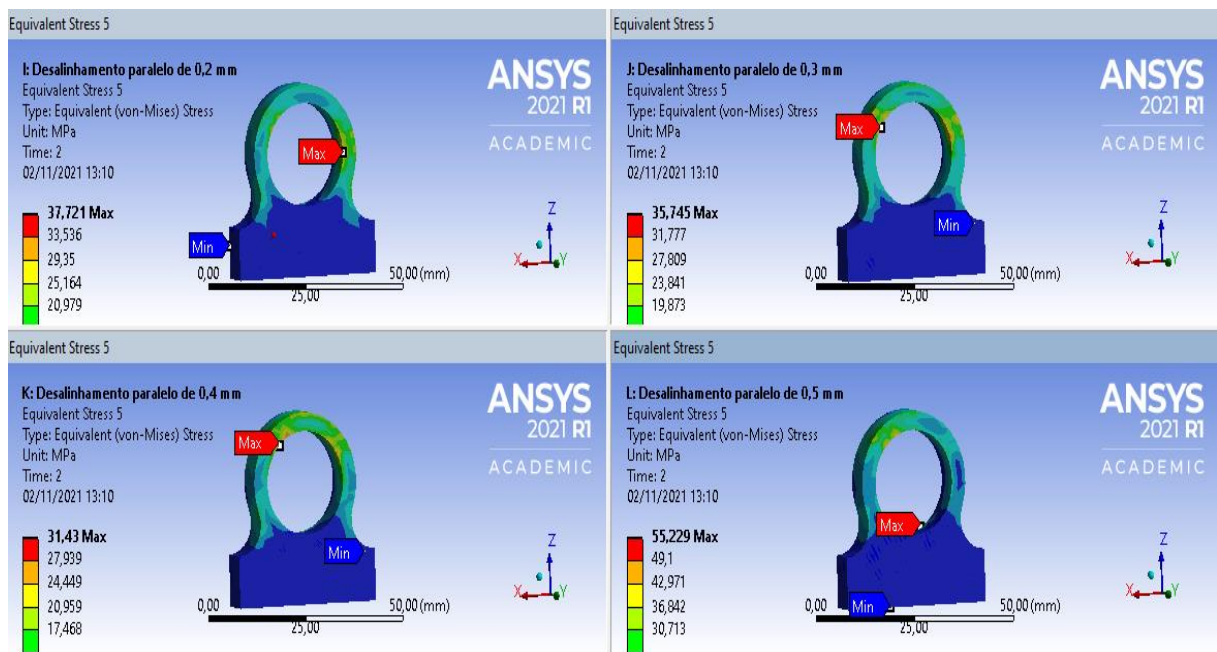 Equivalent Stress 5
I: Desalinhamento paralelo de 0,2 mm
Equivalent Stress 5
Type: Equivalent (von-Mises) Stress
Unit: MPa
Time: 2
02/11/2021 13:10
ANSYS
2021 R1
ACADEMIC
Max
Min
37,721 Max
33,536
29,35
25,164
20,979
0,00
50,00 (mm)
25,00
Z
X
Y
Equivalent Stress 5
J: Desalinhamento paralelo de 0,3 mm
Equivalent Stress 5
Type: Equivalent (von-Mises) Stress
Unit: MPa
Time: 2
02/11/2021 13:10
ANSYS
2021 R1
ACADEMIC
Max
Min
35,745 Max
31,777
27,809
23,841
19,873
0,00
50,00 (mm)
25,00
Z
X
Y
Equivalent Stress 5
K: Desalinhamento paralelo de 0,4 mm
Equivalent Stress 5
Type: Equivalent (von-Mises) Stress
Unit: MPa
Time: 2
02/11/2021 13:10
ANSYS
2021 R1
ACADEMIC
Max
Min
31,43 Max
27,939
24,449
20,959
17,468
0,00
50,00 (mm)
25,00
Z
X
Y
Equivalent Stress 5
L: Desalinhamento paralelo de 0,5 mm
Equivalent Stress 5
Type: Equivalent (von-Mises) Stress
Unit: MPa
Time: 2
02/11/2021 13:10
ANSYS
2021 R1
ACADEMIC
Max
Min
55,229 Max
49,1
42,971
36,842
30,713
0,00
50,00 (mm)
25,00
Z
X
Y